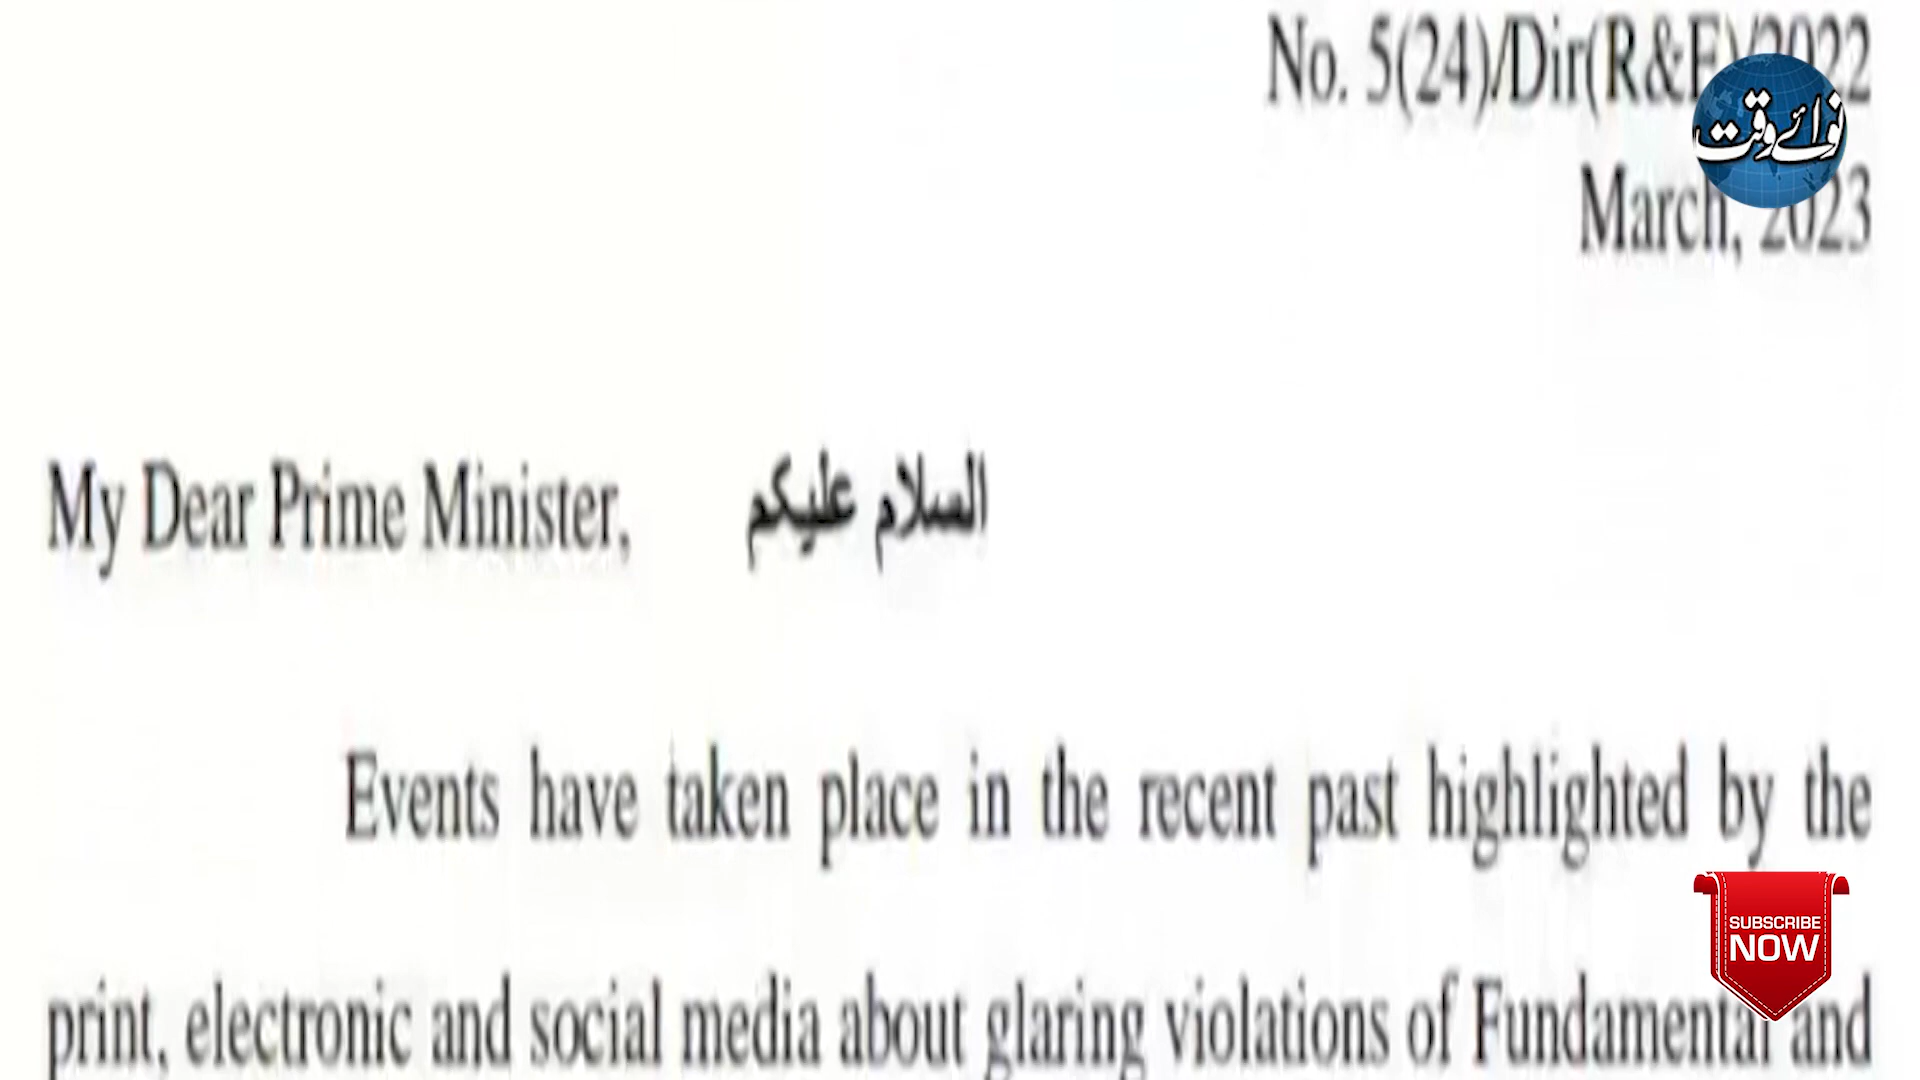 No. 5(24)/Dir(R&E)/2022
نوائے وقت
March, 2023
My Dear Prime Minister, السلام علیکم
Events have taken place in the recent past highlighted by the
SUBSCRIBE
NOW
print, electronic and social media about glaring violations of Fundamental and